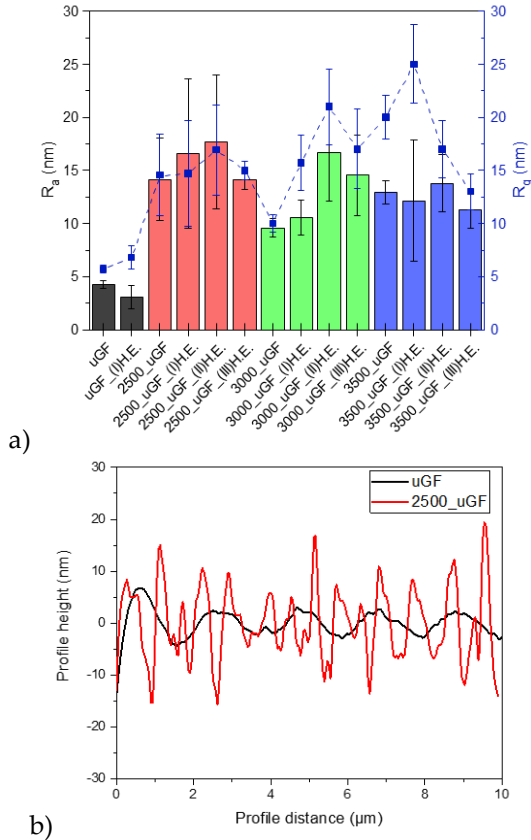 30
25
20
15
10
5
0
R_a (nm)
30
25
20
15
10
5
0
R_q (nm)
uGF
uGF_(I)H.E.
2500_uGF
2500_uGF_(I)H.E.
2500_uGF_(II)H.E.
2500_uGF_(III)H.E.
3000_uGF
3000_uGF_(I)H.E.
3000_uGF_(II)H.E.
3000_uGF_(III)H.E.
3500_uGF
3500_uGF_(I)H.E.
3500_uGF_(II)H.E.
3500_uGF_(III)H.E.
a)
30
20
10
0
-10
-20
-30
Profile height (nm)
uGF
2500_uGF
0 2 4 6 8 10
Profile distance (µm)
b)